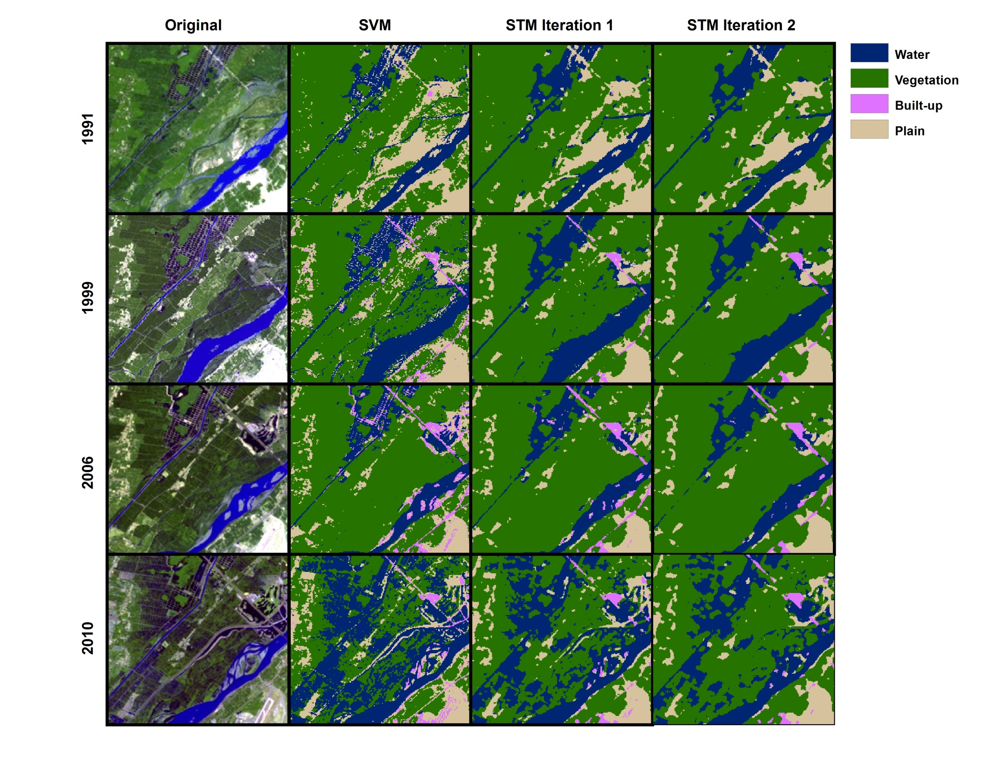 Original SVM STM Iteration 1 STM Iteration 2
Water
Vegetation
Built-up
Plain
1991
1999
2006
2010